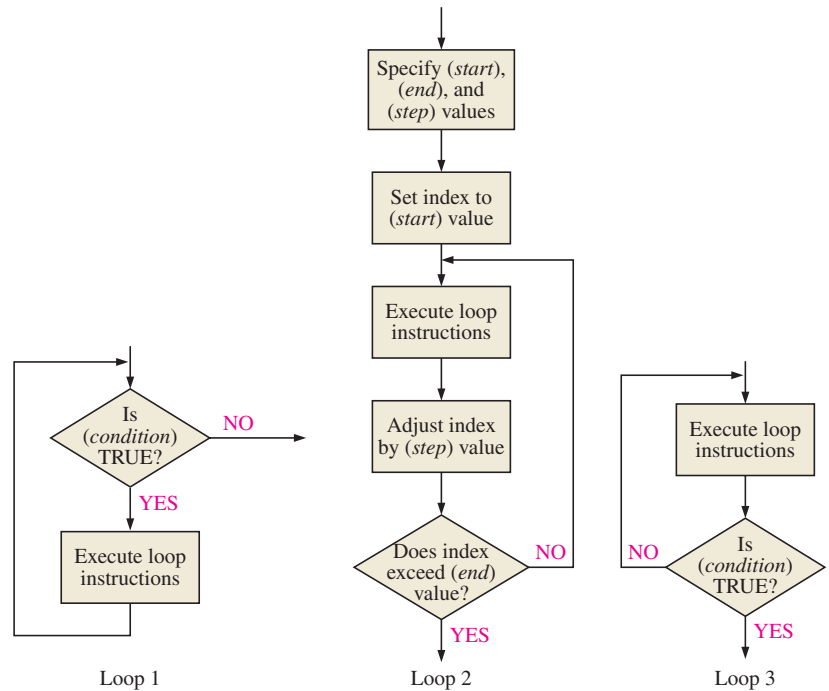 Specify (start),
(end), and
(step) values
Set index to
(start) value
Execute loop
instructions
Adjust index
by (step) value
Does index
exceed (end)
value?
NO
YES
Loop 2
Is
(condition)
TRUE?
NO
YES
Execute loop
instructions
Loop 1
Execute loop
instructions
Is
(condition)
TRUE?
NO
YES
Loop 3